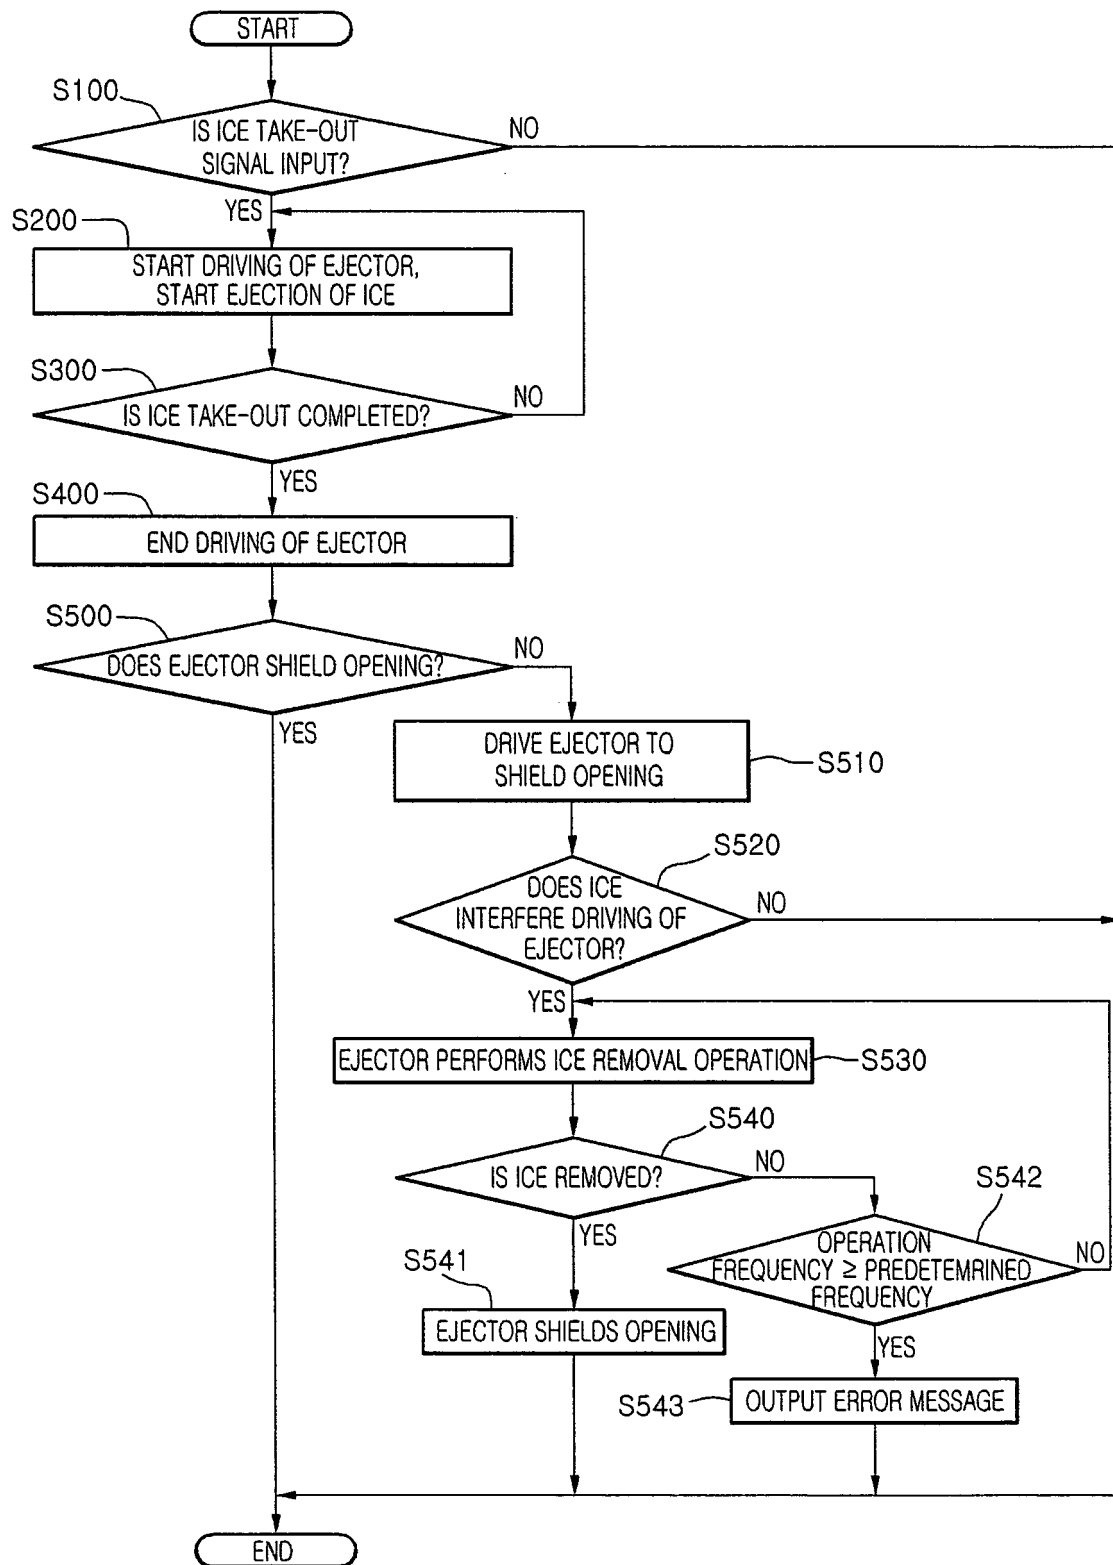 START
S100
IS ICE TAKE-OUT
SIGNAL INPUT?
NO
YES
S200
START DRIVING OF EJECTOR,
START EJECTION OF ICE
S300
IS ICE TAKE-OUT COMPLETED?
NO
YES
S400
END DRIVING OF EJECTOR
S500
DOES EJECTOR SHIELD OPENING?
NO
YES
DRIVE EJECTOR TO
SHIELD OPENING
S510
S520
DOES ICE
INTERFERE DRIVING OF
EJECTOR?
NO
YES
EJECTOR PERFORMS ICE REMOVAL OPERATION
S530
S540
IS ICE REMOVED?
NO
YES
S542
OPERATION
FREQUENCY ≥ PREDETEMRINED
FREQUENCY
NO
YES
S541
EJECTOR SHIELDS OPENING
S543
OUTPUT ERROR MESSAGE
END